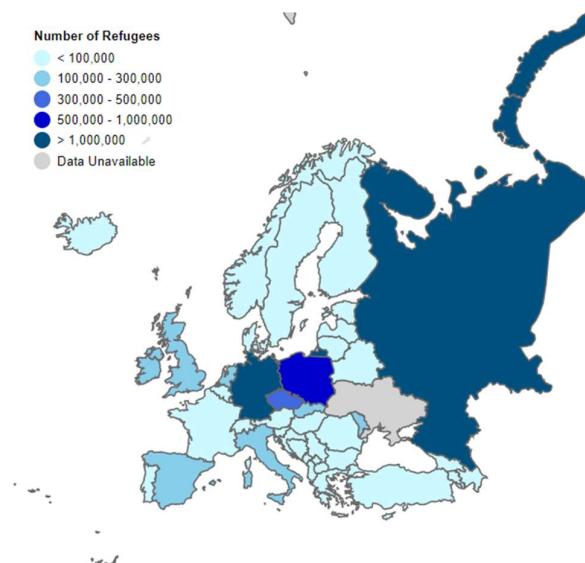 Number of Refugees
< 100,000
100,000 - 300,000
300,000 - 500,000
500,000 - 1,000,000
> 1,000,000
Data Unavailable